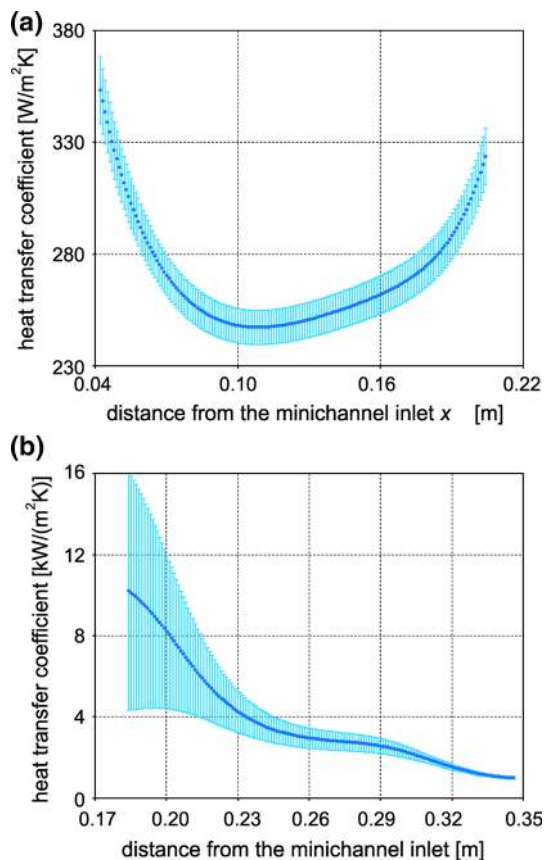 (a)
heat transfer coefficient [W/m²K]
380
330
280
230
0.04 0.10 0.16 0.22
distance from the minichannel inlet x [m]
(b)
heat transfer coefficient [kW/(m²K)]
16
12
8
4
0
0.17 0.20 0.23 0.26 0.29 0.32 0.35
distance from the minichannel inlet [m]